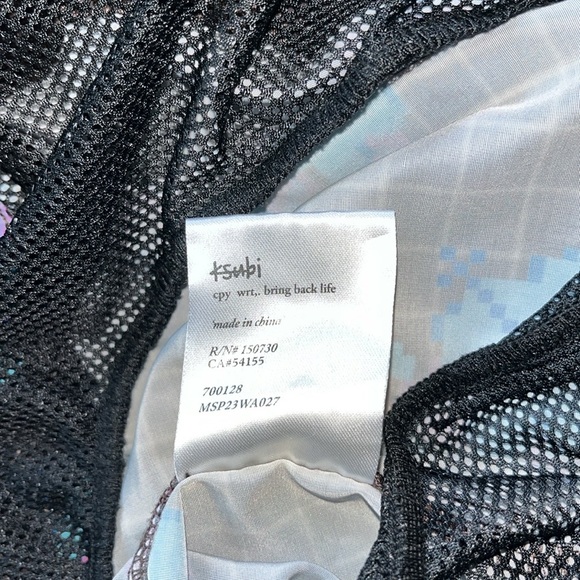 ksubi
cpy wrt,. bring back life
'made in china
R/N# 150730
CA#54155
700128
MSP23WA027